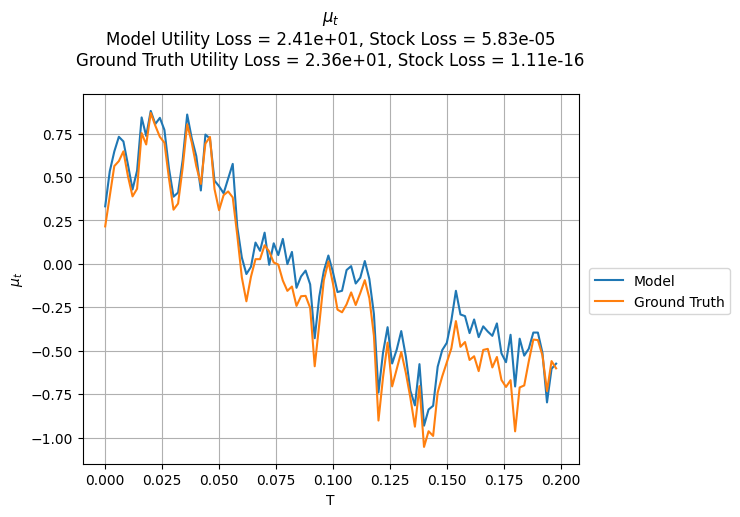 μ_t
Model Utility Loss = 2.41e+01, Stock Loss = 5.83e-05
Ground Truth Utility Loss = 2.36e+01, Stock Loss = 1.11e-16
0.75
0.50
0.25
0.00
−0.25
−0.50
−0.75
−1.00
μ_t
0.000 0.025 0.050 0.075 0.100 0.125 0.150 0.175 0.200
T
Model
Ground Truth